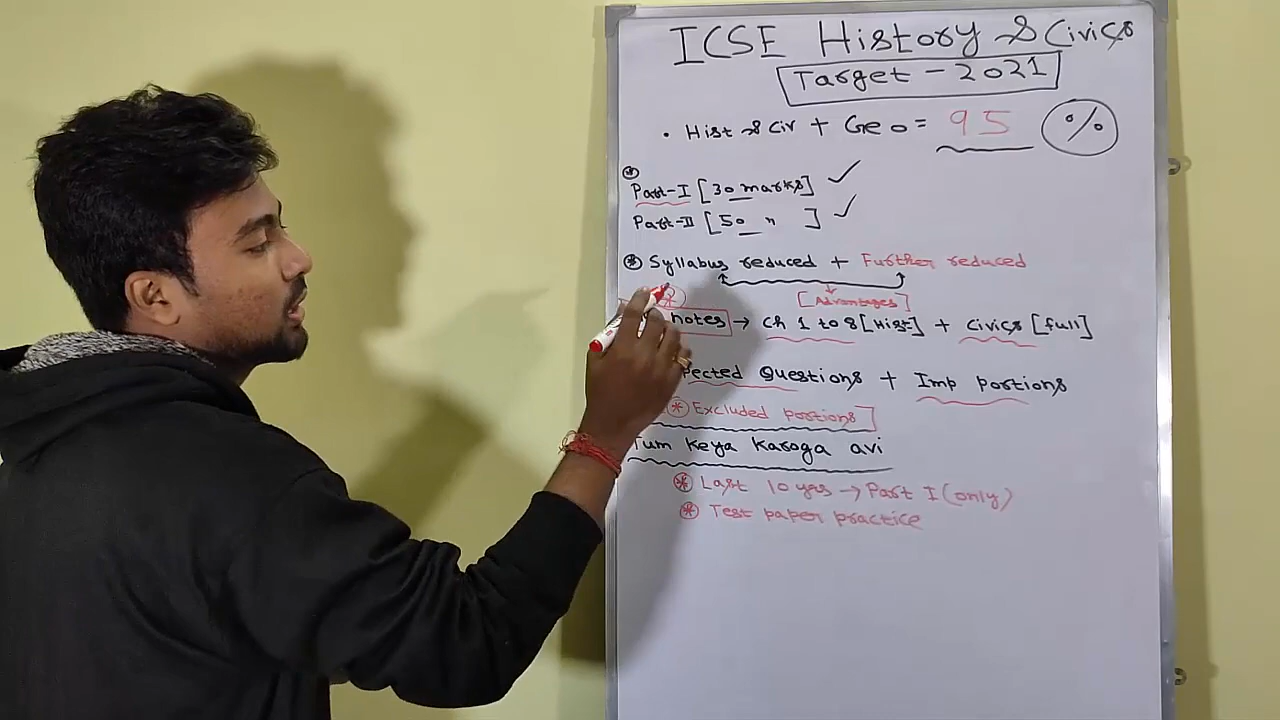 ICSE History & Civics
Target - 2021
• Hist & Civ + Geo = 95 %
Part-I [30 marks] ✓
Part-II [50 " ] ✓
Syllabus reduced + Further reduced
[Advantages]
notes → Ch 1 to 8 [Hist] + Civics [full]
Questions + Imp portions
* Excluded portions]
Tum Keya Karoga avi
* Last 10 yrs → Part I (only)
* Test paper practice